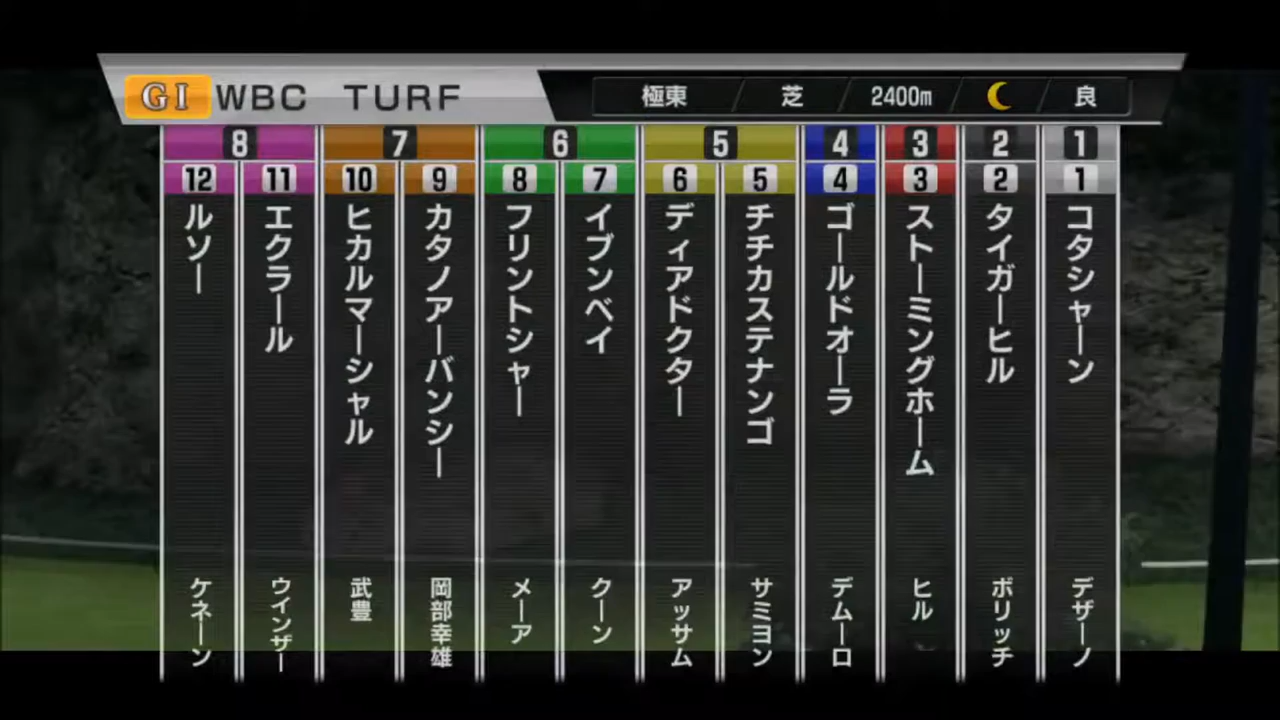 GI WBC TURF
極東 芝 2400m 良
8 7 6 5 4 3 2 1
12 11 10 9 8 7 6 5 4 3 2 1
コタシャーン
デザーノ
タイガーヒル
ボリッチ
ストーミングホーム
ヒル
ゴールドオーラ
デムーロ
チチカステナンゴ
サミヨン
ディアドクター
アッサム
イブンベイ
クーン
フリントシャー
メーア
カタノアーバンシー
岡部幸雄
ヒカルマーシャル
武豊
エクラール
ウインザー
ルソー
ケネーン